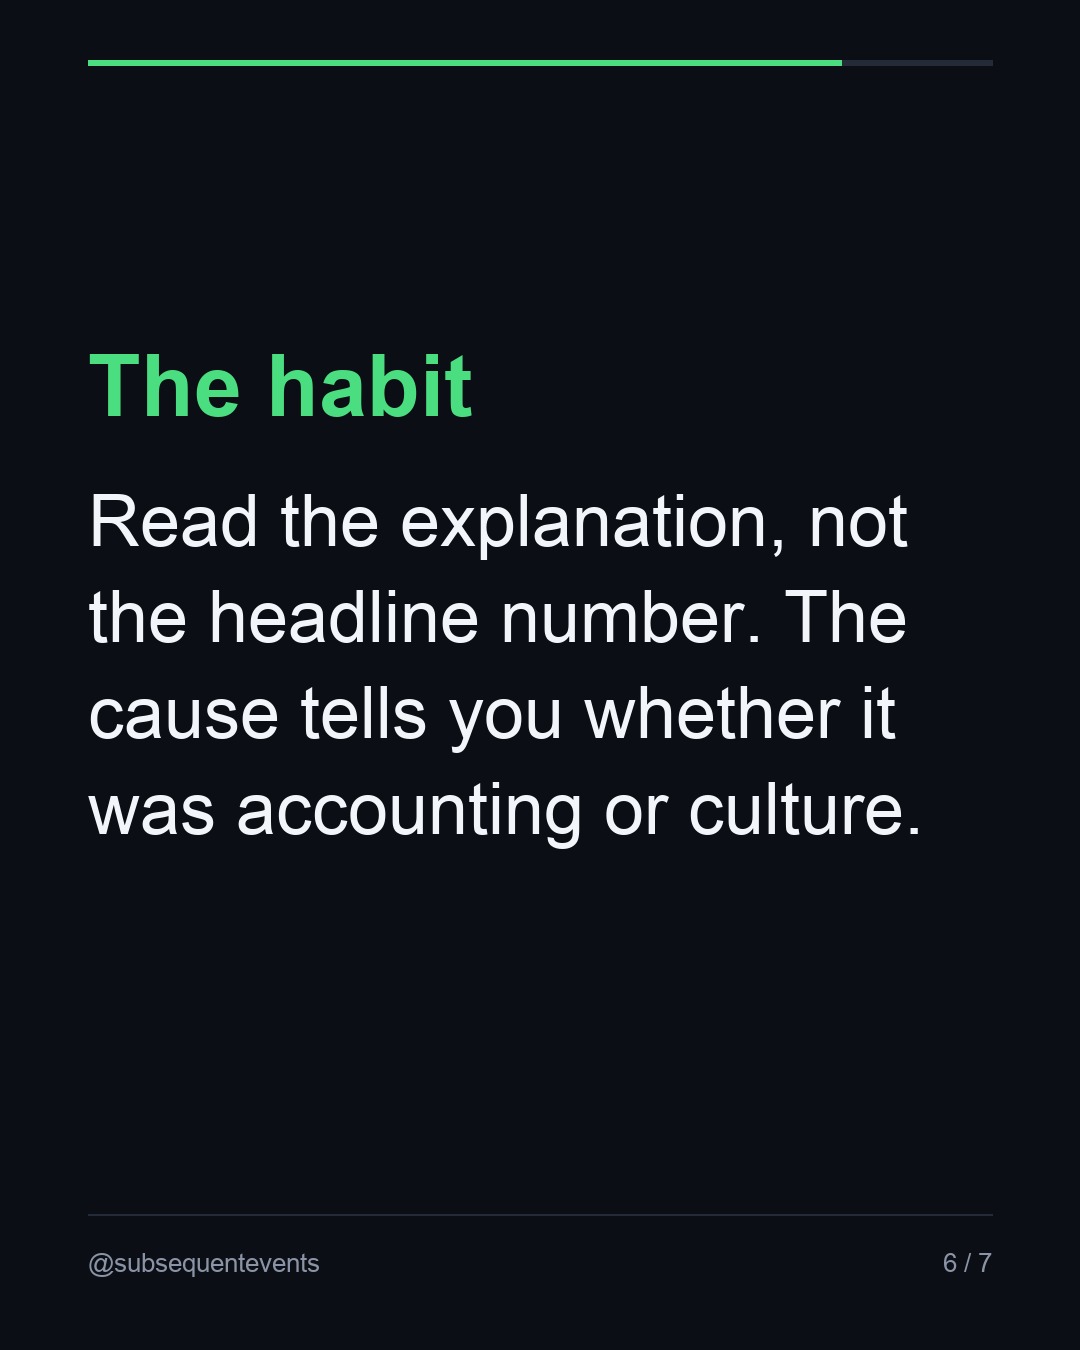 The habit
Read the explanation, not
the headline number. The
cause tells you whether it
was accounting or culture.
@subsequentevents
6 / 7